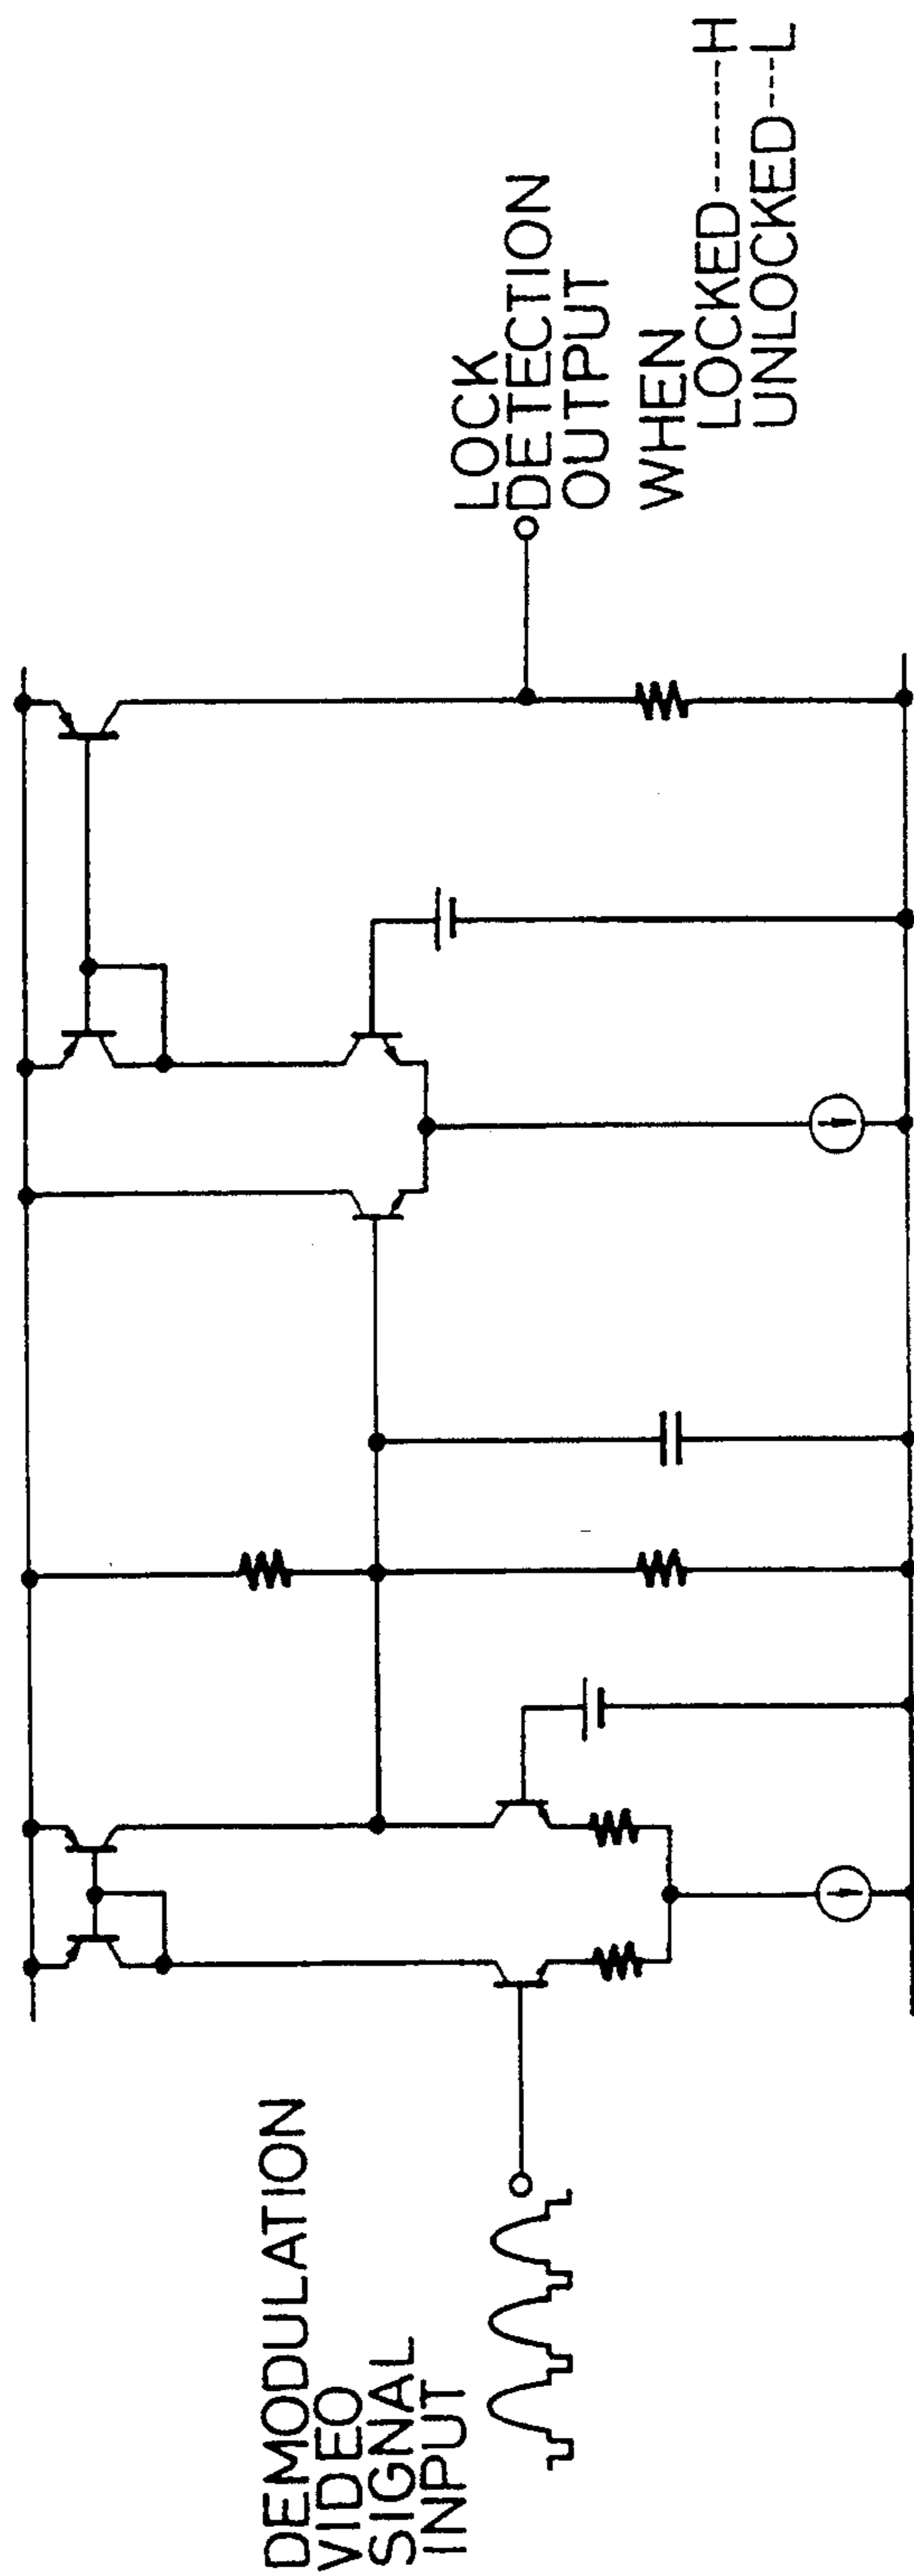 DEMODULATION
VIDEO
SIGNAL
INPUT
LOCK
DETECTION
OUTPUT
WHEN
LOCKED------H
UNLOCKED---L